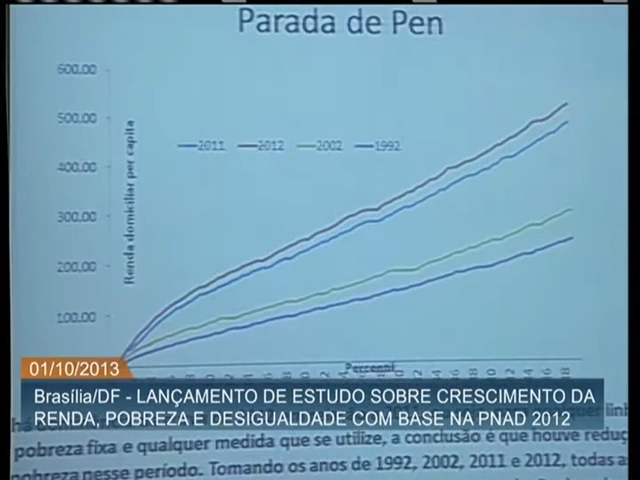 Parada de Pen
600.00
500.00
400.00
300.00
200.00
100.00
Renda domiciliar per capita
2011 2012 2002 1992
Percentil
01/10/2013
Brasília/DF - LANÇAMENTO DE ESTUDO SOBRE CRESCIMENTO DA
RENDA, POBREZA E DESIGUALDADE COM BASE NA PNAD 2012
pobreza fixa e qualquer medida que se utilize, a conclusão é que houve reduç
pobreza nesse período. Tomando os anos de 1992, 2002, 2011 e 2012, todas as